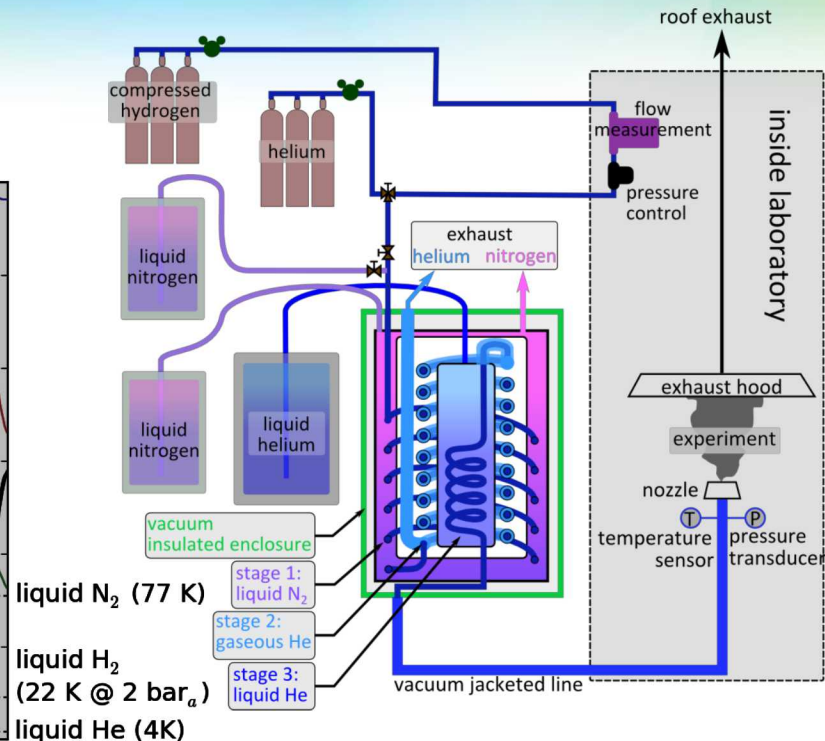 roof exhaust
compressed
hydrogen
helium
flow
measurement
pressure
control
inside laboratory
liquid
nitrogen
exhaust
helium nitrogen
liquid
nitrogen
liquid
helium
exhaust hood
experiment
nozzle
T
P
temperature
sensor
pressure
transducer
vacuum
insulated enclosure
stage 1:
liquid N₂
stage 2:
gaseous He
stage 3:
liquid He
vacuum jacketed line
liquid N₂ (77 K)
liquid H₂
(22 K @ 2 barₐ)
liquid He (4K)